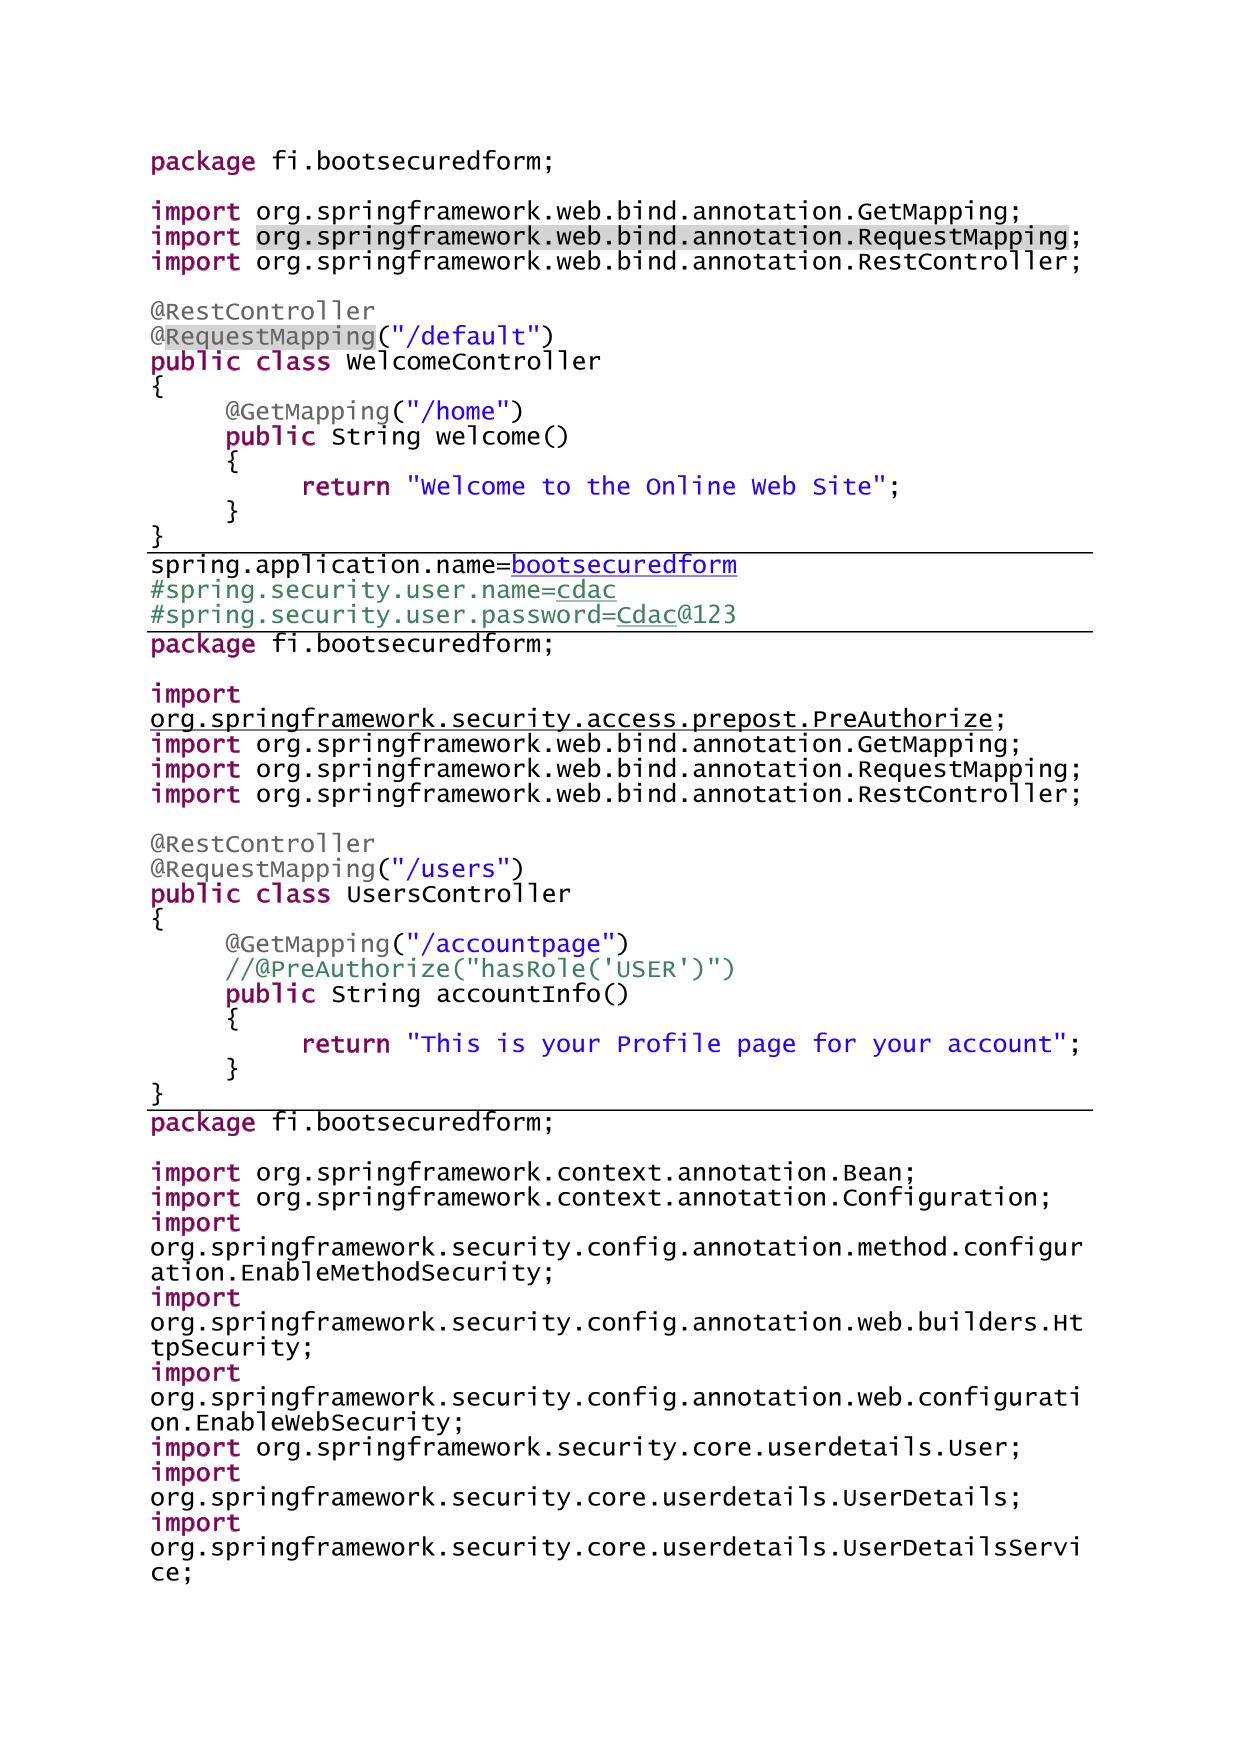 package fi.bootsecuredform;
import org.springframework.web.bind.annotation.GetMapping;
import org.springframework.web.bind.annotation.RequestMapping;
import org.springframework.web.bind.annotation.RestController;
@RestController
@RequestMapping("/default")
public class WelcomeController
{
@GetMapping("/home")
public String welcome()
{
return "Welcome to the Online Web Site";
}
}
spring.application.name=bootsecuredform
#spring.security.user.name=cdac
#spring.security.user.password=Cdac@123
package fi.bootsecuredform;
import
org.springframework.security.access.prepost.PreAuthorize;
import org.springframework.web.bind.annotation.GetMapping;
import org.springframework.web.bind.annotation.RequestMapping;
import org.springframework.web.bind.annotation.RestController;
@RestController
@RequestMapping("/users")
public class UsersController
{
@GetMapping("/accountpage")
//@PreAuthorize("hasRole('USER')")
public String accountInfo()
{
return "This is your Profile page for your account";
}
}
package fi.bootsecuredform;
import org.springframework.context.annotation.Bean;
import org.springframework.context.annotation.Configuration;
import
org.springframework.security.config.annotation.method.configur
ation.EnableMethodSecurity;
import
org.springframework.security.config.annotation.web.builders.Ht
tpSecurity;
import
org.springframework.security.config.annotation.web.configurati
on.EnableWebSecurity;
import org.springframework.security.core.userdetails.User;
import
org.springframework.security.core.userdetails.UserDetails;
import
org.springframework.security.core.userdetails.UserDetailsServi
ce;